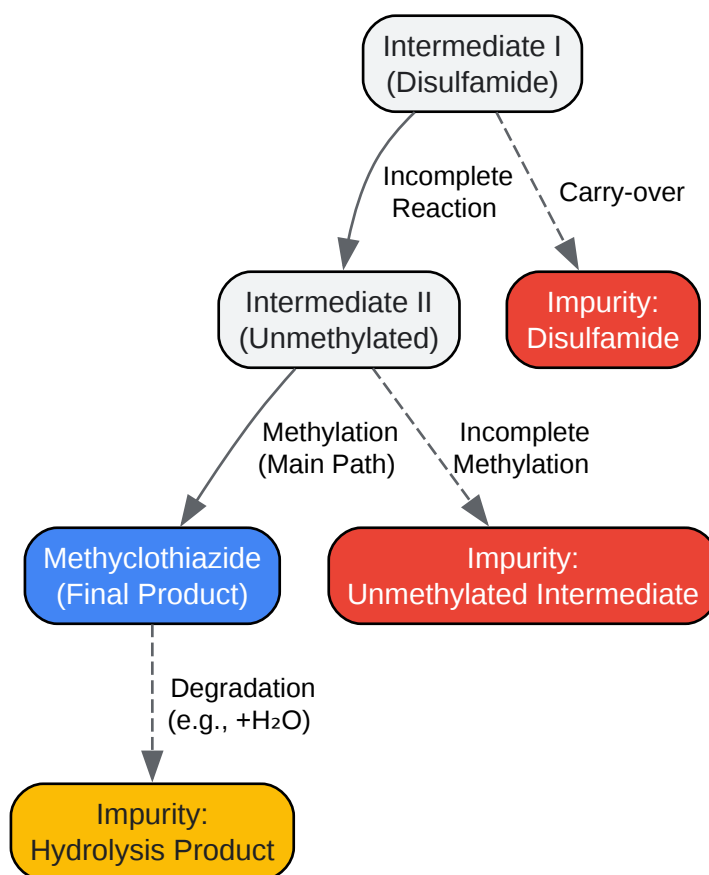 Intermediate I
(Disulfamide)
Incomplete
Reaction
Carry-over
Intermediate II
(Unmethylated)
Impurity:
Disulfamide
Methylation
(Main Path)
Incomplete
Methylation
Methyclothiazide
(Final Product)
Impurity:
Unmethylated Intermediate
Degradation
(e.g., +H₂O)
Impurity:
Hydrolysis Product